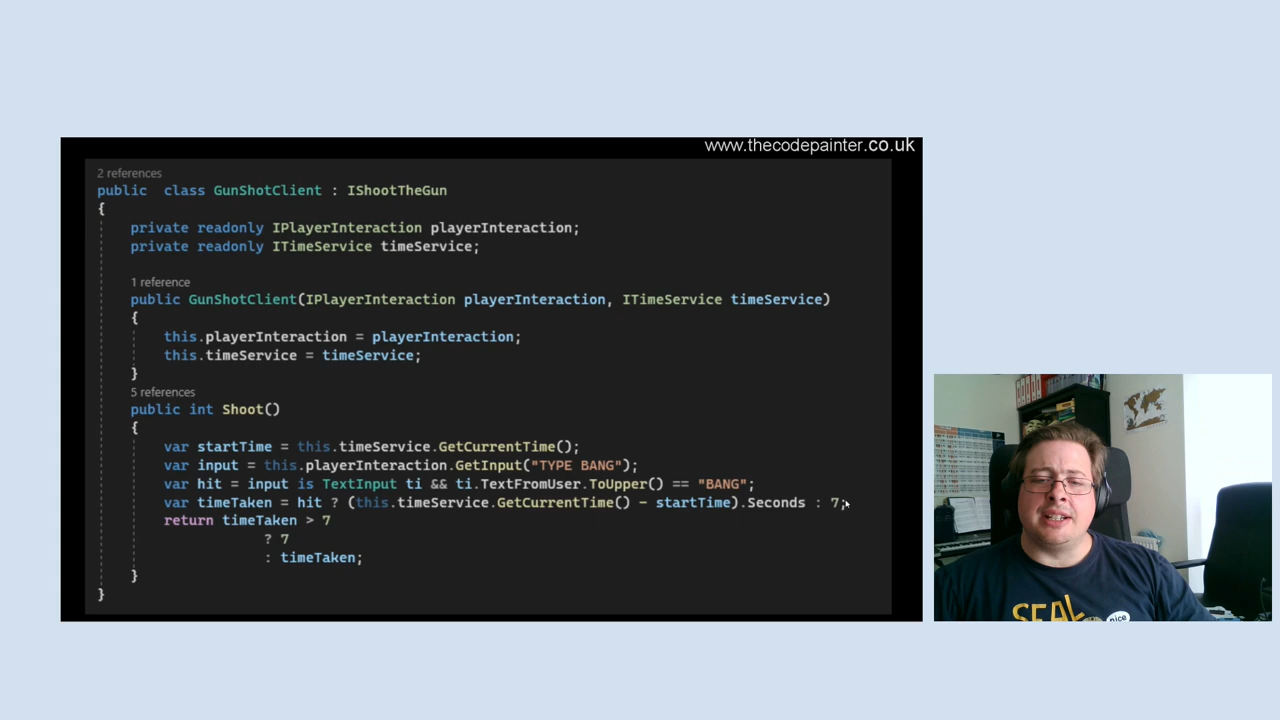 www.thecodepainter.co.uk
2 references
public  class GunShotClient : IShootTheGun
{
private readonly IPlayerInteraction playerInteraction;
private readonly ITimeService timeService;
1 reference
public GunShotClient(IPlayerInteraction playerInteraction, ITimeService timeService)
{
this.playerInteraction = playerInteraction;
this.timeService = timeService;
}
5 references
public int Shoot()
{
var startTime = this.timeService.GetCurrentTime();
var input = this.playerInteraction.GetInput("TYPE BANG");
var hit = input is TextInput ti && ti.TextFromUser.ToUpper() == "BANG";
var timeTaken = hit ? (this.timeService.GetCurrentTime() - startTime).Seconds : 7;
return timeTaken > 7
? 7
: timeTaken;
}
}
SEAL
nice